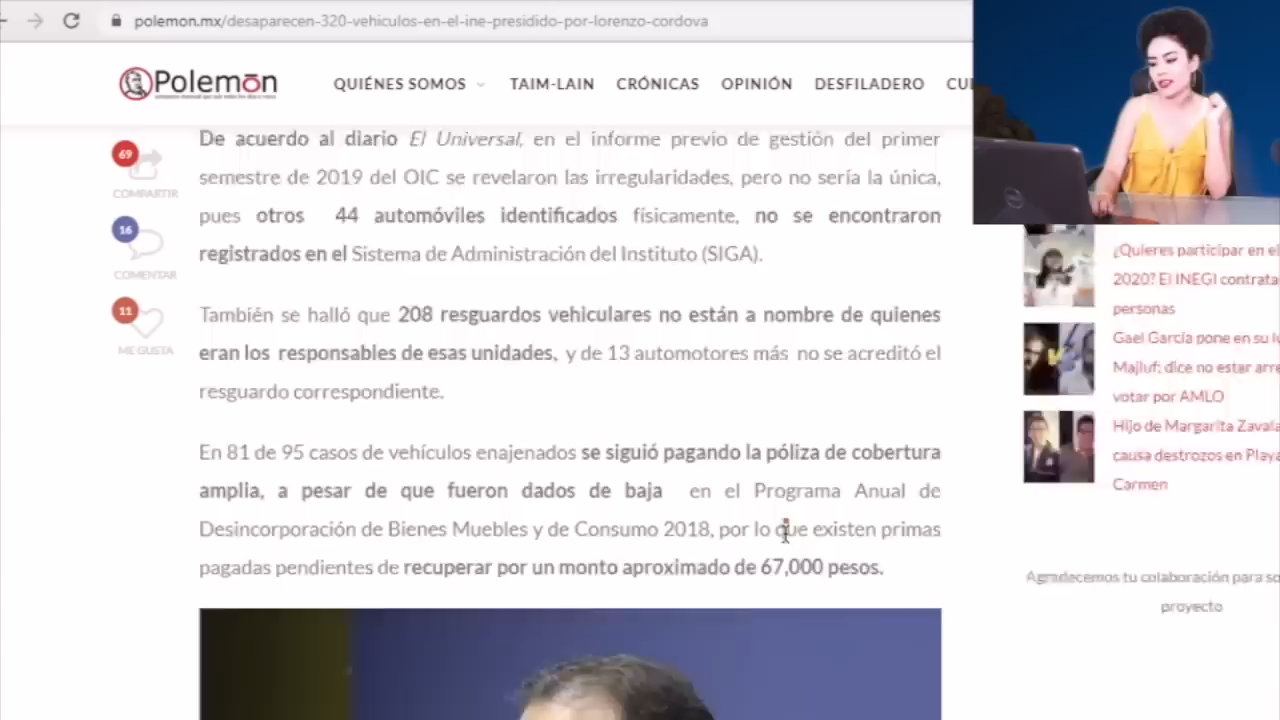 polemon.mx/desaparecen-320-vehiculos-en-el-ine-presidido-por-lorenzo-cordova
Polemōn
QUIÉNES SOMOS TAIM-LAIN CRÓNICAS OPINIÓN DESFILADERO CU
69
COMPARTIR
16
COMENTAR
11
ME GUSTA
De acuerdo al diario El Universal, en el informe previo de gestión del primer
semestre de 2019 del OIC se revelaron las irregularidades, pero no sería la única,
pues otros 44 automóviles identificados físicamente, no se encontraron
registrados en el Sistema de Administración del Instituto (SIGA).
También se halló que 208 resguardos vehiculares no están a nombre de quienes
eran los responsables de esas unidades, y de 13 automotores más no se acreditó el
resguardo correspondiente.
En 81 de 95 casos de vehículos enajenados se siguió pagando la póliza de cobertura
amplia, a pesar de que fueron dados de baja en el Programa Anual de
Desincorporación de Bienes Muebles y de Consumo 2018, por lo que existen primas
pagadas pendientes de recuperar por un monto aproximado de 67,000 pesos.
¿Quieres participar en el
2020? El INEGI contrata
personas
Gael García pone en su lu
Majluf; dice no estar arre
votar por AMLO
Hijo de Margarita Zavala
causa destrozos en Playa
Carmen
Agradecemos tu colaboración para so
proyecto